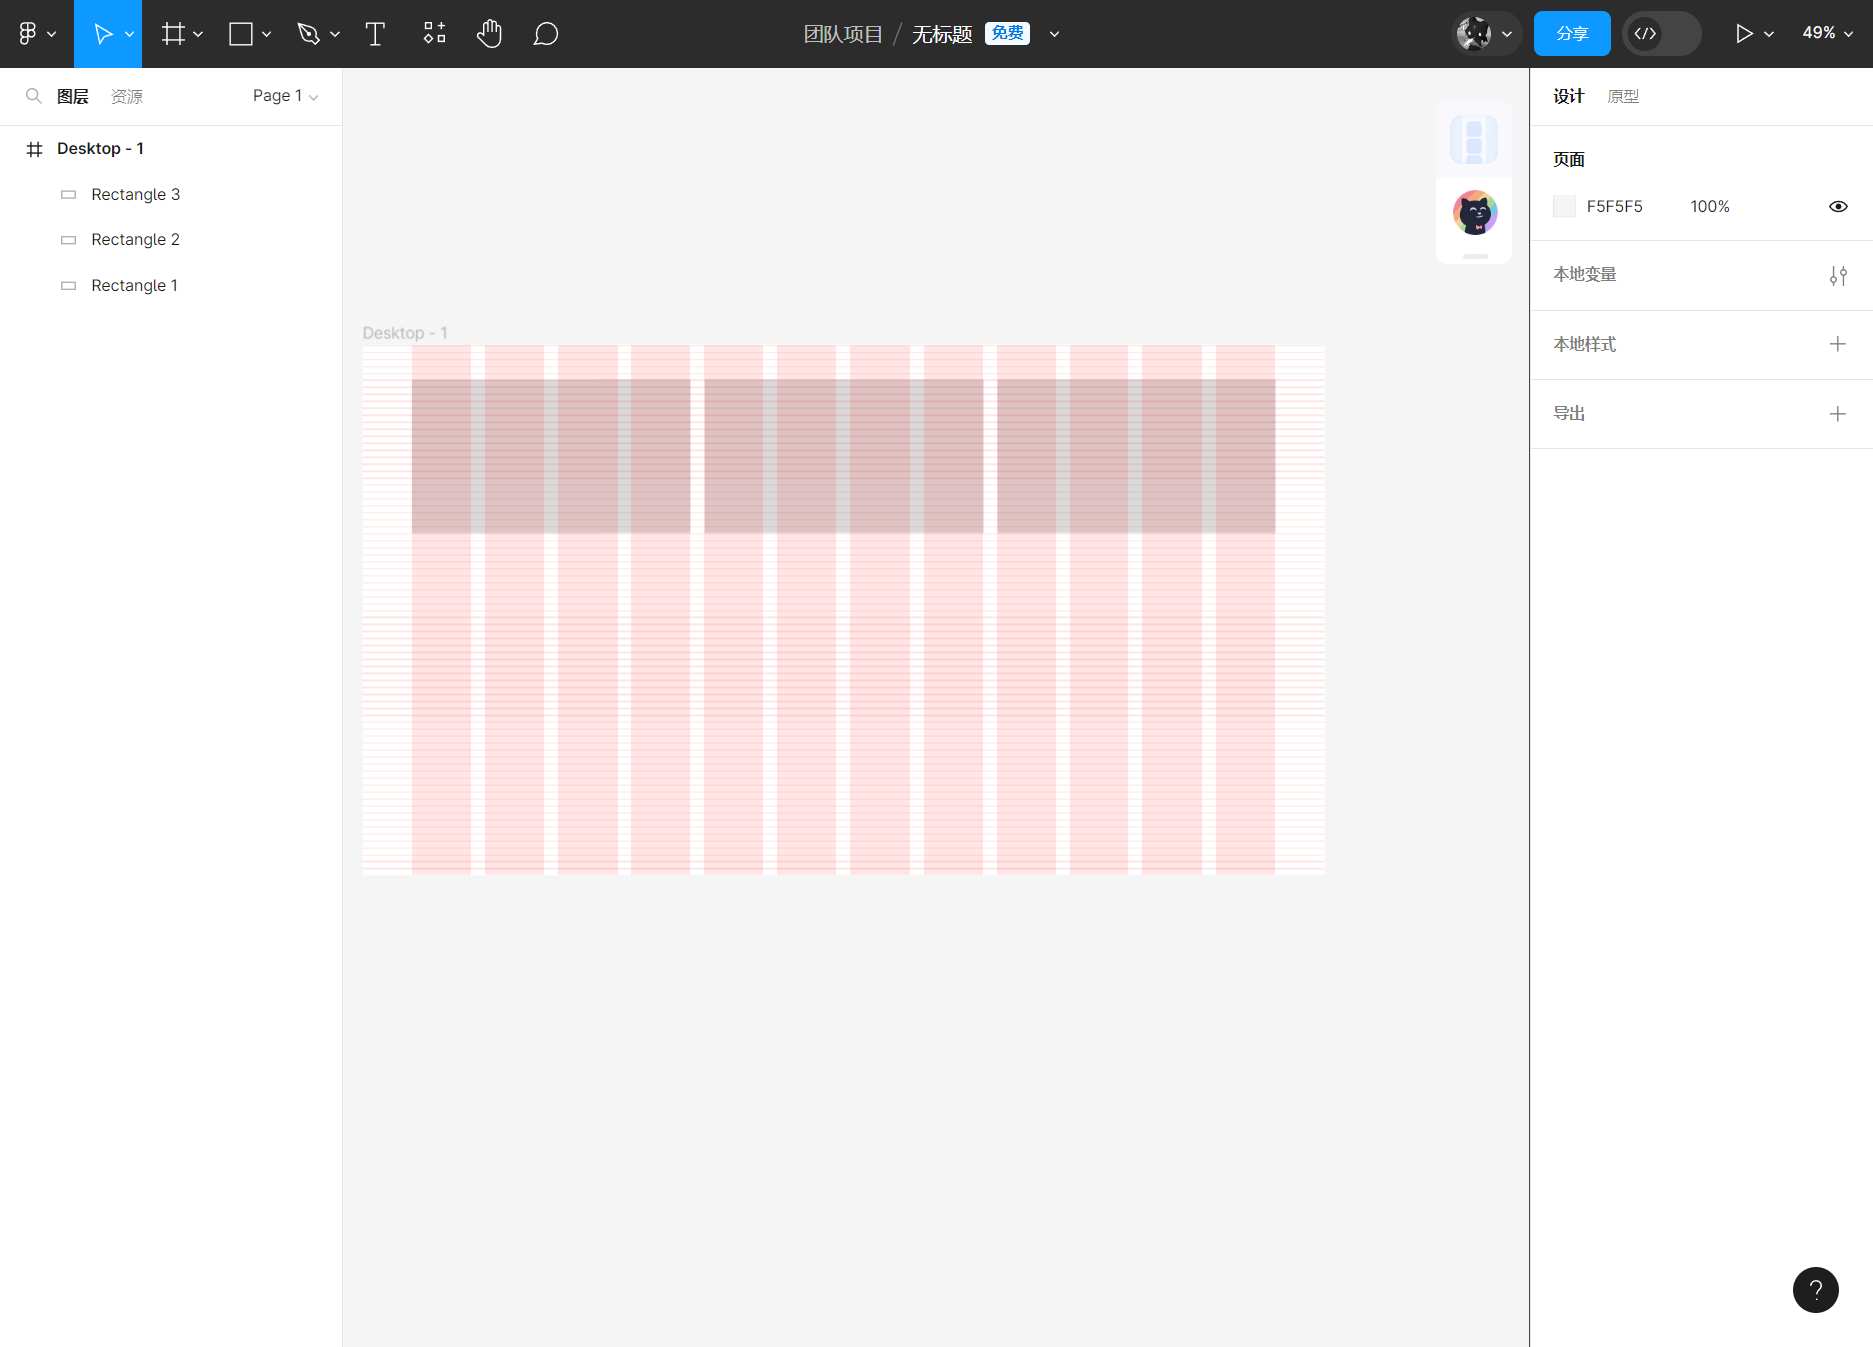 团队项目 / 无标题 免费
分享
49%
图层 资源 Page 1
Desktop - 1
Rectangle 3
Rectangle 2
Rectangle 1
Desktop - 1
设计 原型
页面
F5F5F5 100%
本地变量
本地样式
导出
?